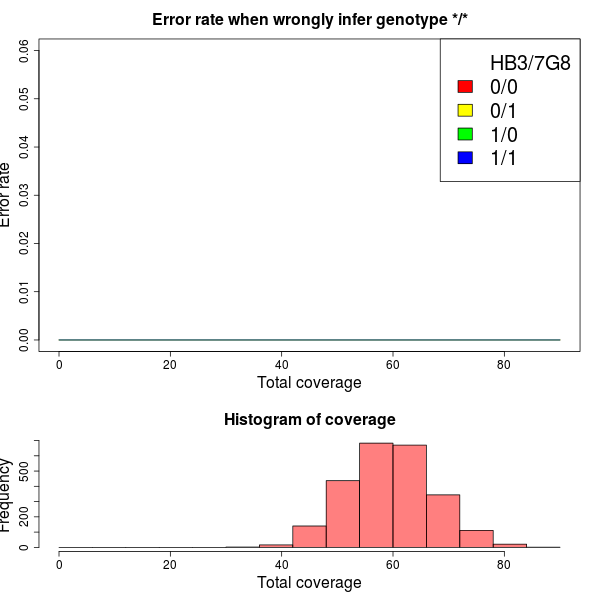 Error rate when wrongly infer genotype */*
HB3/7G8
0/0
0/1
1/0
1/1
Error rate
0.06
0.05
0.04
0.03
0.02
0.01
0.00
0 20 40 60 80
Total coverage
Histogram of coverage
Frequency
500
200
0
0 20 40 60 80
Total coverage